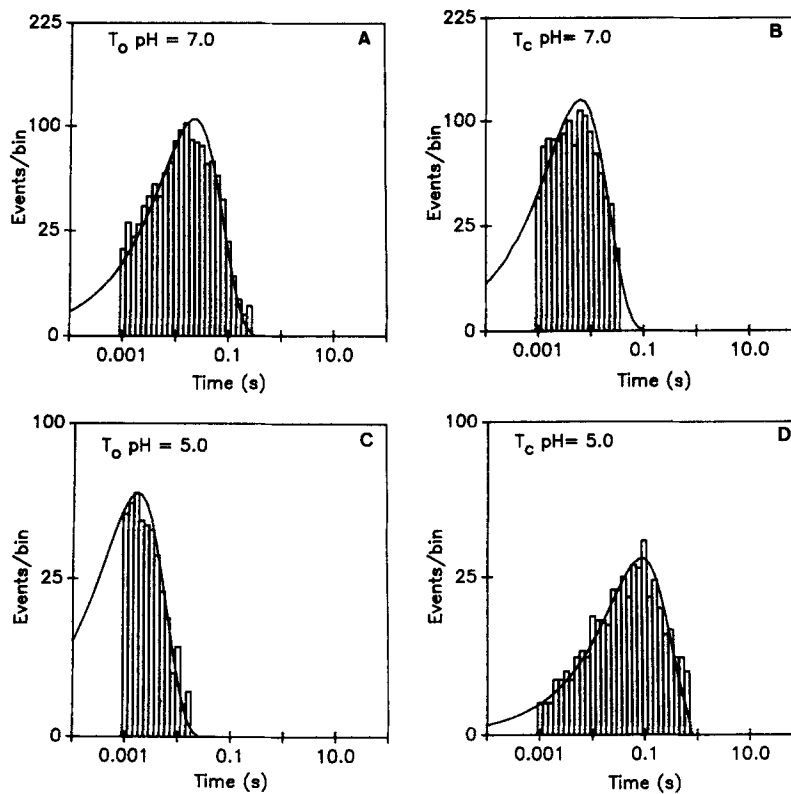 225
T_o pH = 7.0
A
100
25
0
Events/bin
0.001
0.1
10.0
Time (s)
225
T_c pH= 7.0
B
100
25
0
Events/bin
0.001
0.1
10.0
Time (s)
100
T_o pH = 5.0
C
25
0
Events/bin
0.001
0.1
10.0
Time (s)
100
T_c pH= 5.0
D
25
0
Events/bin
0.001
0.1
10.0
Time (s)